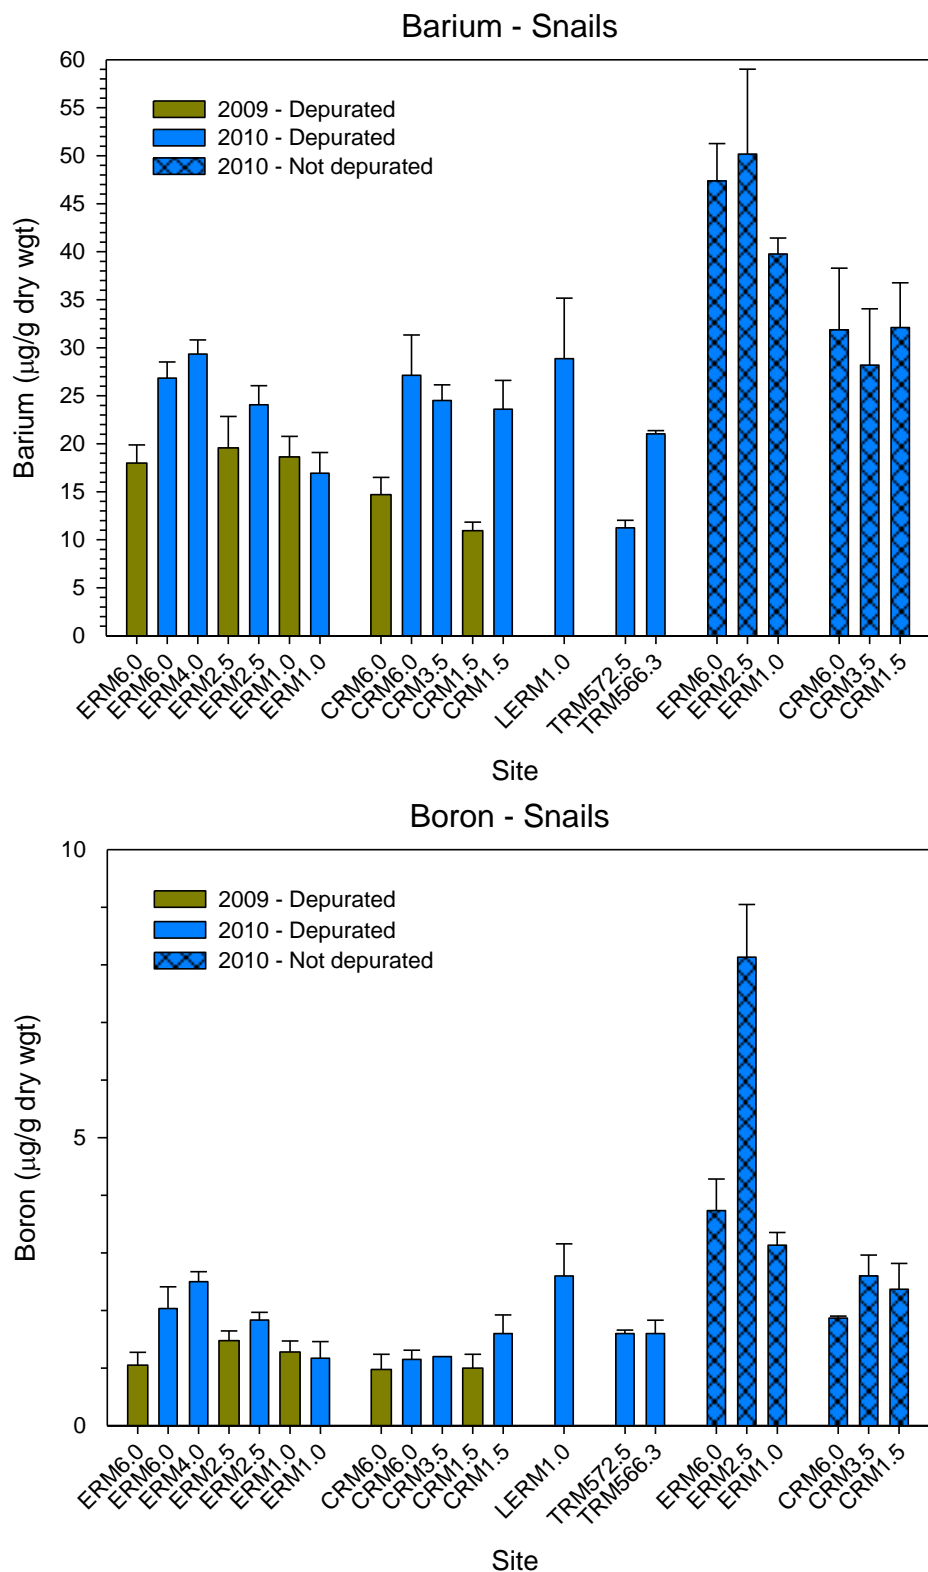 Barium - Snails
60
55
50
45
40
35
30
25
20
15
10
5
0
Barium (µg/g dry wgt)
2009 - Depurated
2010 - Depurated
2010 - Not depurated
ERM6.0
ERM6.0
ERM4.0
ERM2.5
ERM2.5
ERM1.0
ERM1.0
CRM6.0
CRM6.0
CRM3.5
CRM1.5
CRM1.5
LERM1.0
TRM572.5
TRM566.3
ERM6.0
ERM2.5
ERM1.0
CRM6.0
CRM3.5
CRM1.5
Site
Boron - Snails
10
5
0
Boron (µg/g dry wgt)
2009 - Depurated
2010 - Depurated
2010 - Not depurated
ERM6.0
ERM6.0
ERM4.0
ERM2.5
ERM2.5
ERM1.0
ERM1.0
CRM6.0
CRM6.0
CRM3.5
CRM1.5
CRM1.5
LERM1.0
TRM572.5
TRM566.3
ERM6.0
ERM2.5
ERM1.0
CRM6.0
CRM3.5
CRM1.5
Site